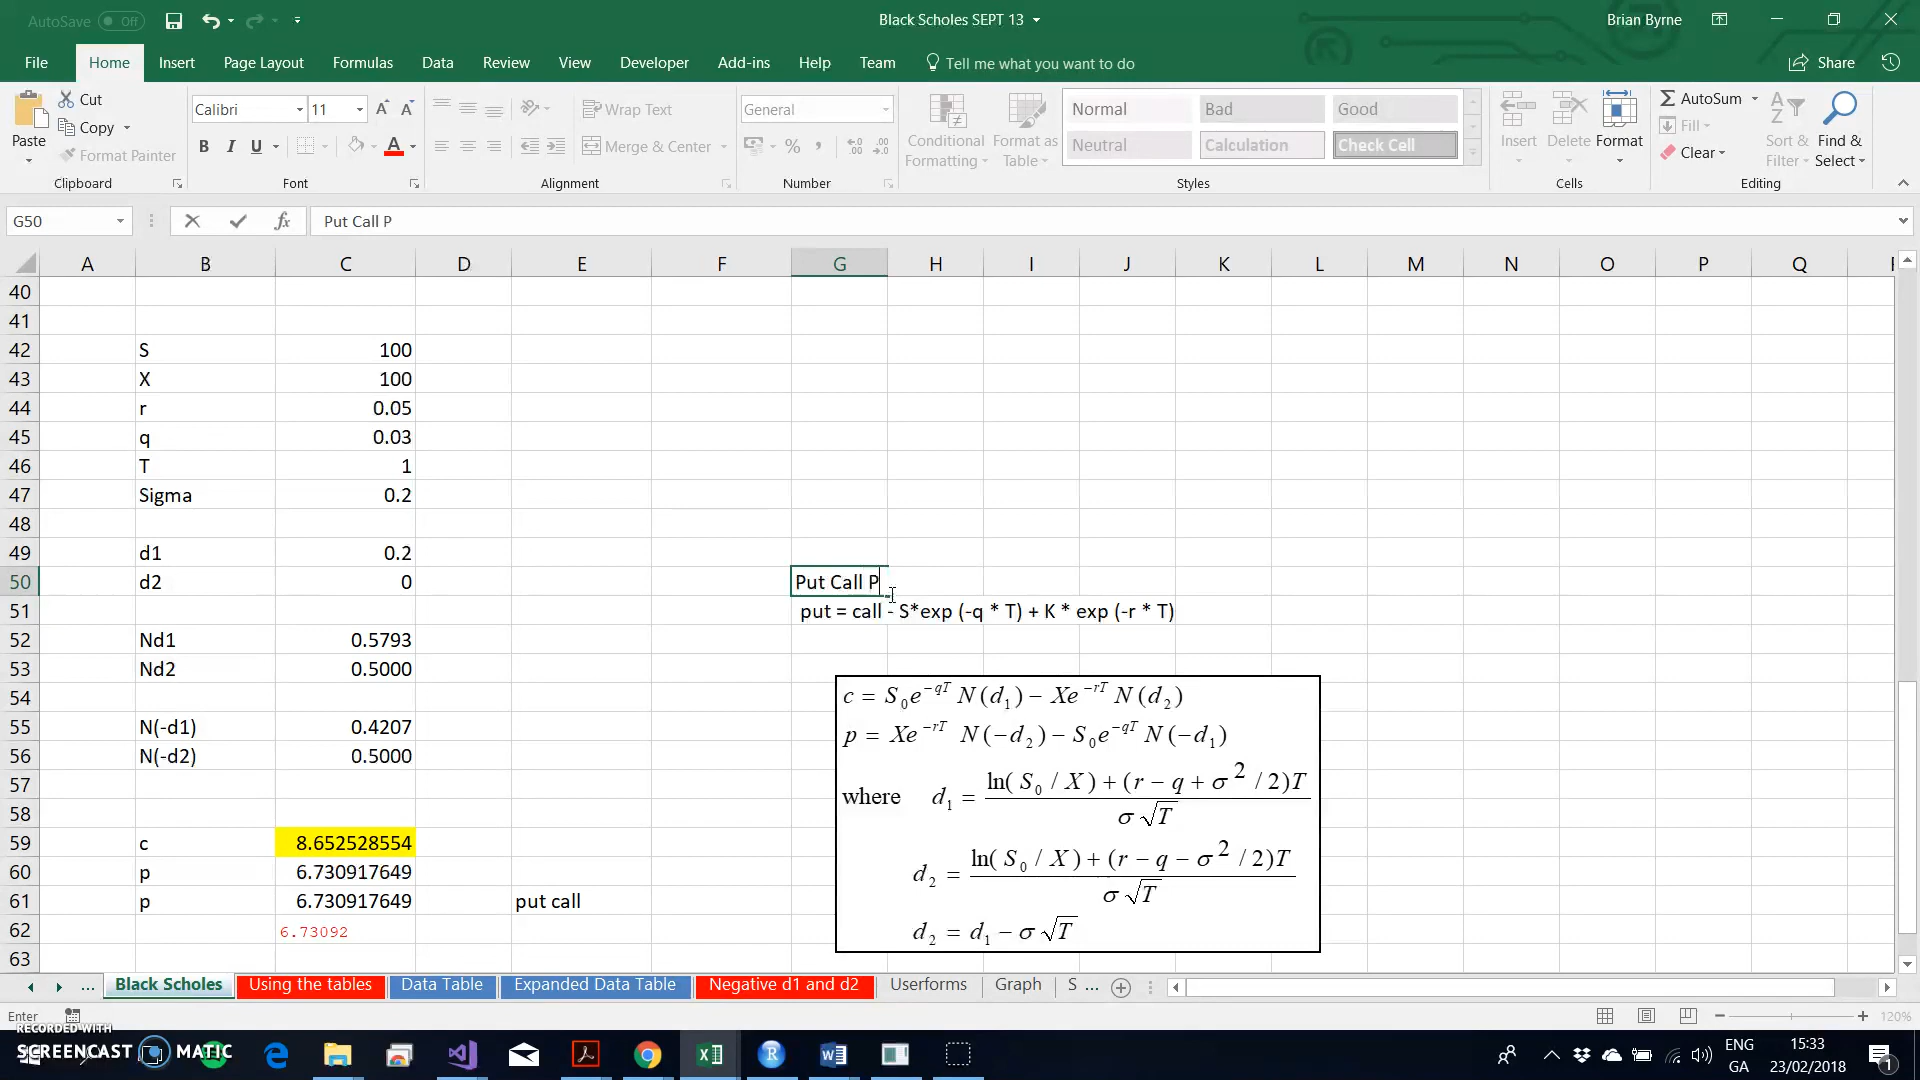 AutoSave Off
Black Scholes SEPT 13
Brian Byrne
File Home Insert Page Layout Formulas Data Review View Developer Add-ins Help Team Tell me what you want to do Share
Paste
Cut
Copy
Format Painter
Clipboard
Calibri 11
B I U
Font
Wrap Text
Merge & Center
Alignment
General
Number
Conditional Formatting
Format as Table
Normal Bad Good
Neutral Calculation Check Cell
Styles
Insert Delete Format
Cells
AutoSum
Fill
Clear
Sort & Filter
Find & Select
Editing
G50 fx Put Call P
A B C D E F G H I J K L M N O P Q
40
41
42 S 100
43 X 100
44 r 0.05
45 q 0.03
46 T 1
47 Sigma 0.2
48
49 d1 0.2
50 d2 0 Put Call P
51 put = call - S*exp (-q * T) + K * exp (-r * T)
52 Nd1 0.5793
53 Nd2 0.5000
54
55 N(-d1) 0.4207
56 N(-d2) 0.5000
57
58
59 c 8.652528554
60 p 6.730917649
61 p 6.730917649 put call
62 6.73092
63
c = S₀e^{−qT} N(d₁) − Xe^{−rT} N(d₂)
p = Xe^{−rT} N(−d₂) − S₀e^{−qT} N(−d₁)
where d₁ = ln(S₀ / X) + (r − q + σ² / 2)T
σ√T
d₂ = ln(S₀ / X) + (r − q − σ² / 2)T
σ√T
d₂ = d₁ − σ√T
... Black Scholes Using the tables Data Table Expanded Data Table Negative d1 and d2 Userforms Graph S ...
Enter
120%
RECORDED WITH
SCREENCAST MATIC
ENG
GA
15:33
23/02/2018
1